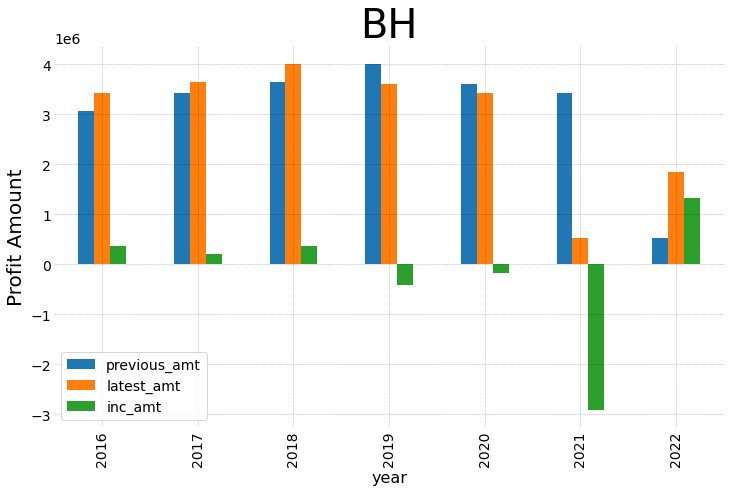 BH
1e6
Profit Amount
4
3
2
1
0
−1
−2
−3
previous_amt
latest_amt
inc_amt
2016 2017 2018 2019 2020 2021 2022
year